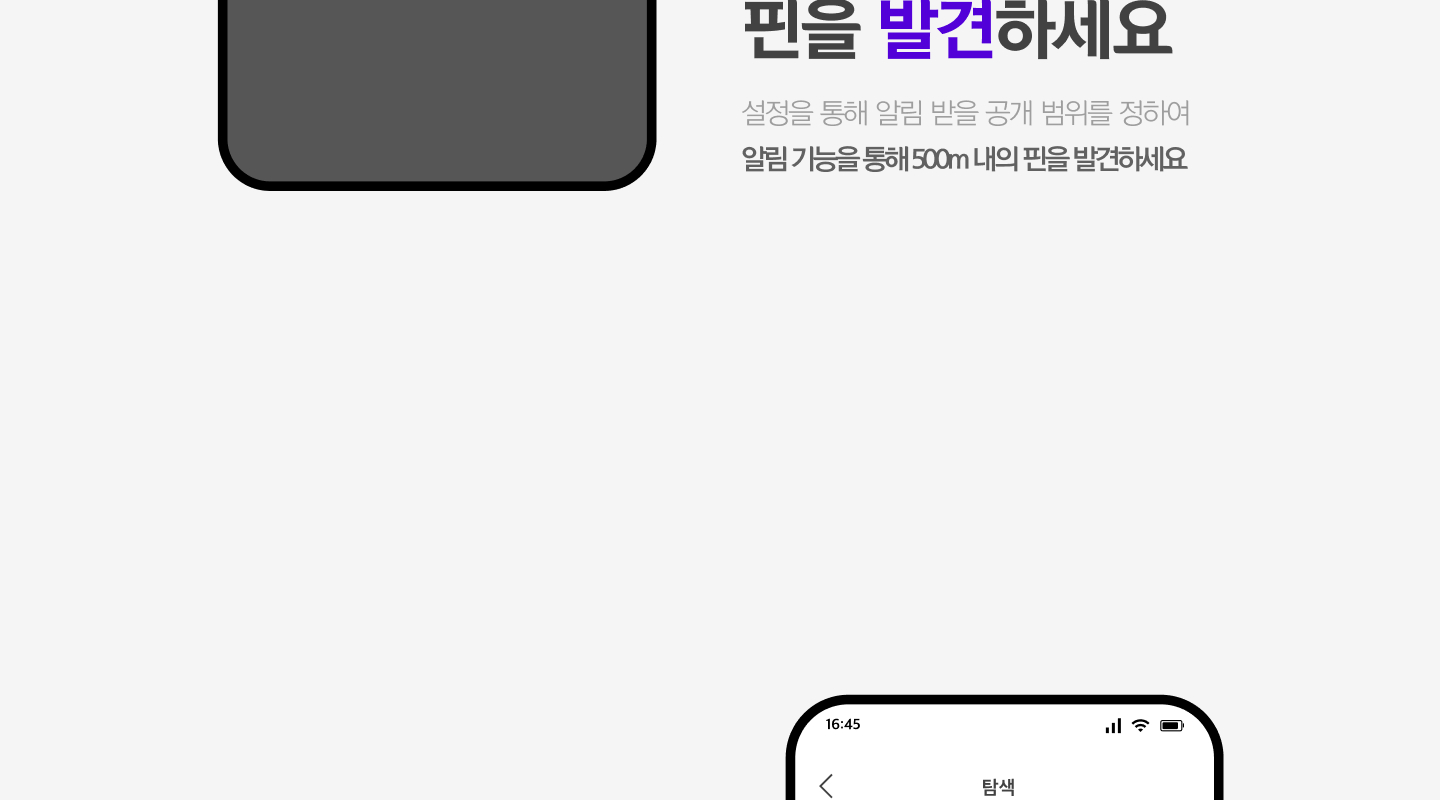 핀을 발견하세요
설정을 통해 알림 받을 공개 범위를 정하여
알림 기능을 통해 500m 내의 핀을 발견하세요
16:45
탐색